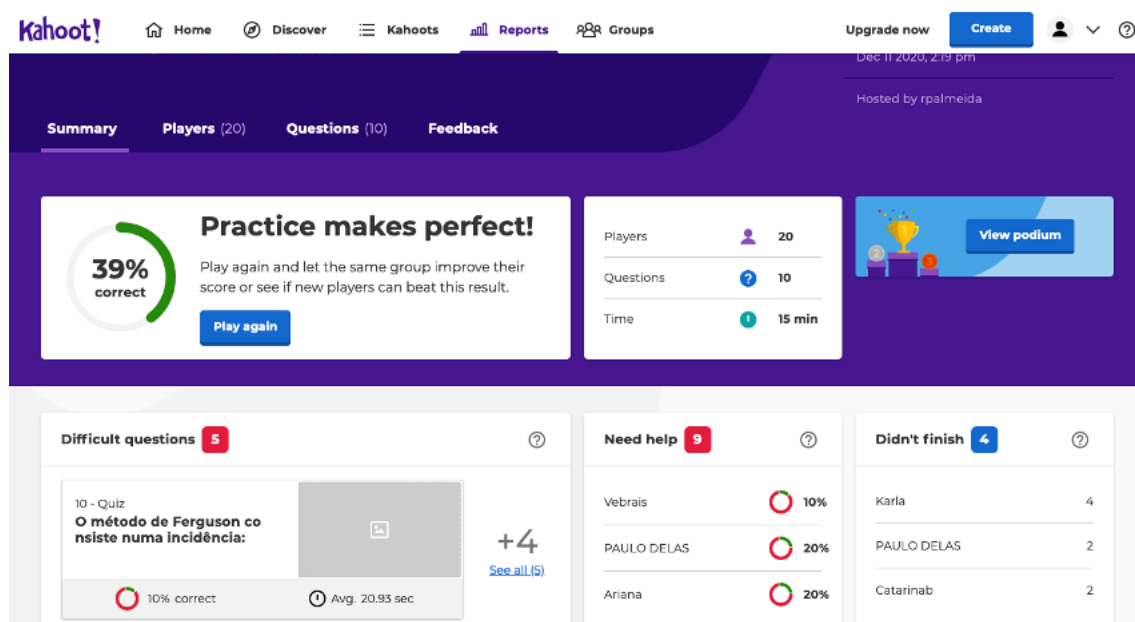 Kahoot!
Home
Discover
Kahoots
Reports
Groups
Upgrade now
Create
Dec 11 2020, 2:19 pm
Hosted by rpalmeida
Summary
Players (20)
Questions (10)
Feedback
39%
correct
Practice makes perfect!
Play again and let the same group improve their
score or see if new players can beat this result.
Play again
Players 20
Questions 10
Time 15 min
View podium
1
2
3
Difficult questions 5
10 - Quiz
O método de Ferguson co
nsiste numa incidência:
10% correct
Avg. 20.93 sec
+4
See all (5)
Need help 9
Vebrais 10%
PAULO DELAS 20%
Ariana 20%
Didn't finish 4
Karla 4
PAULO DELAS 2
Catarinab 2